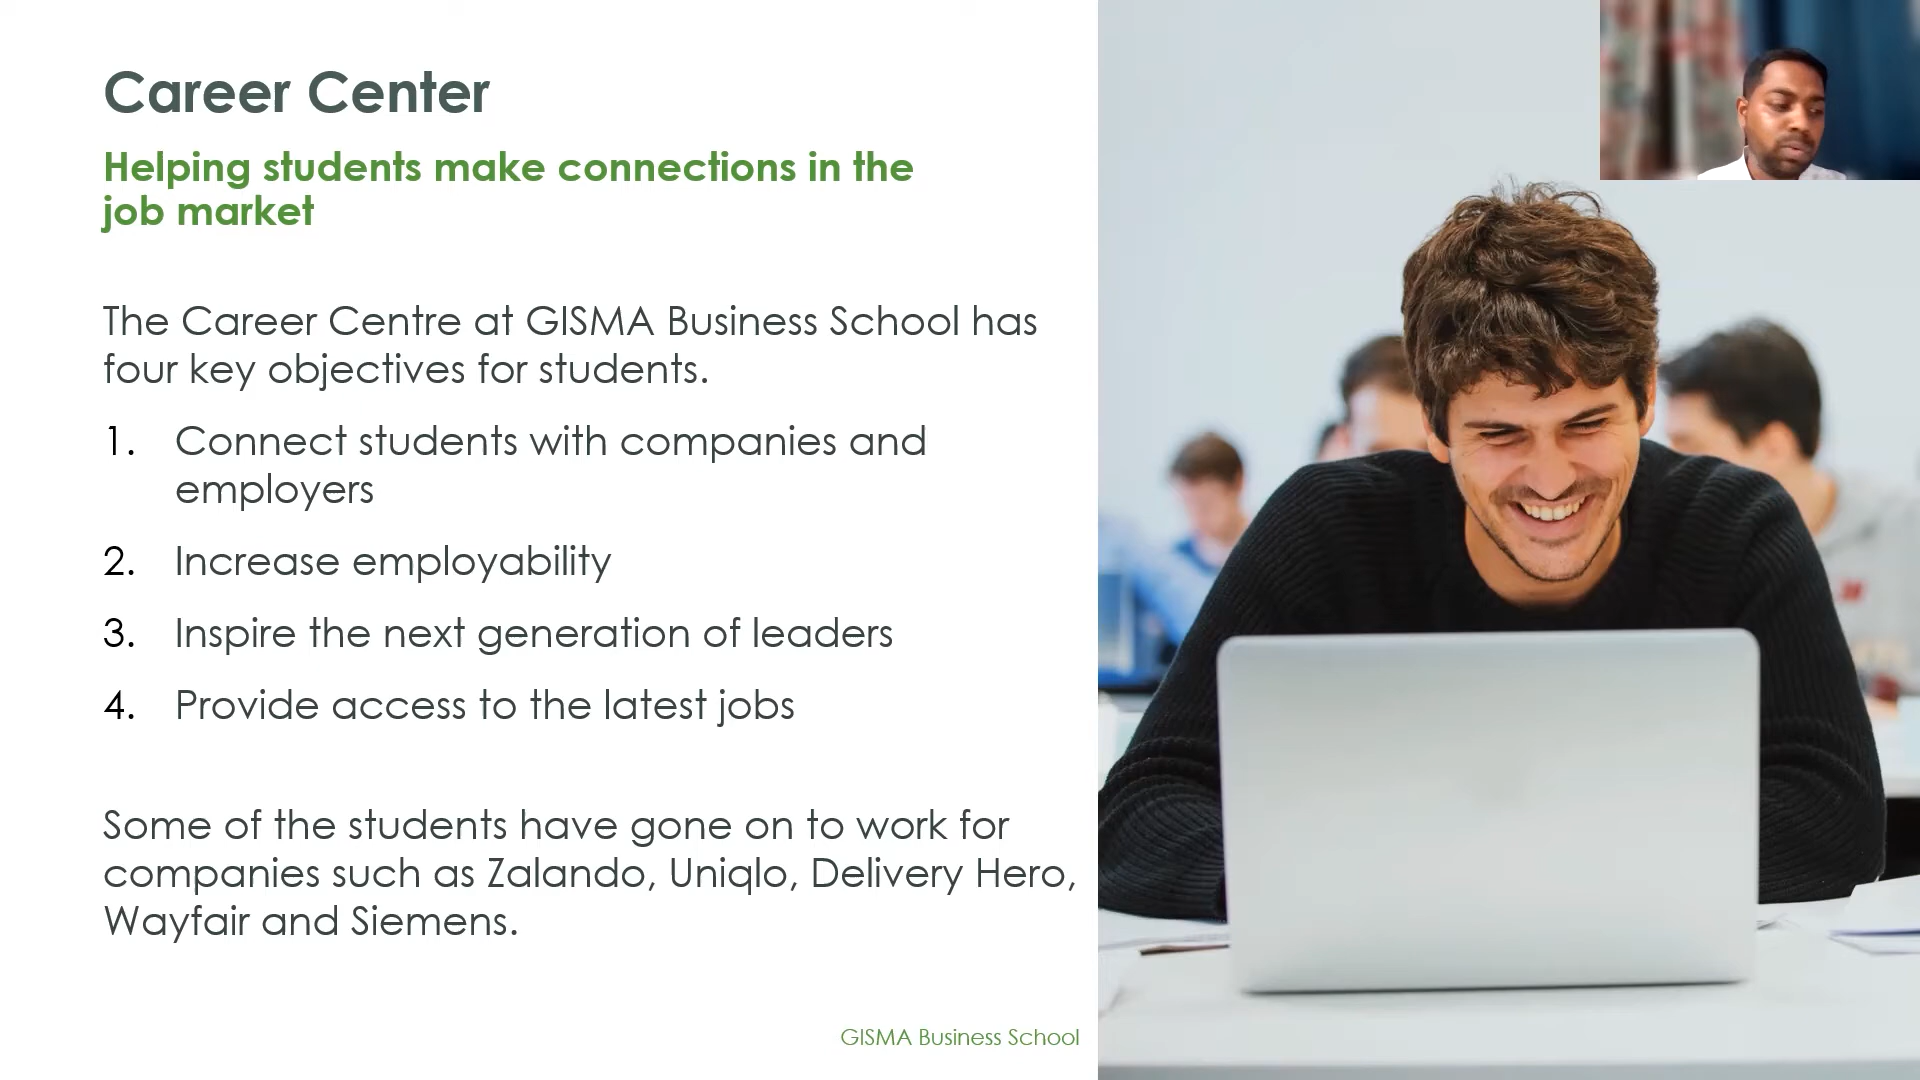 Career Center
Helping students make connections in the
job market
The Career Centre at GISMA Business School has
four key objectives for students.
1. Connect students with companies and
employers
2. Increase employability
3. Inspire the next generation of leaders
4. Provide access to the latest jobs
Some of the students have gone on to work for
companies such as Zalando, Uniqlo, Delivery Hero,
Wayfair and Siemens.
GISMA Business School